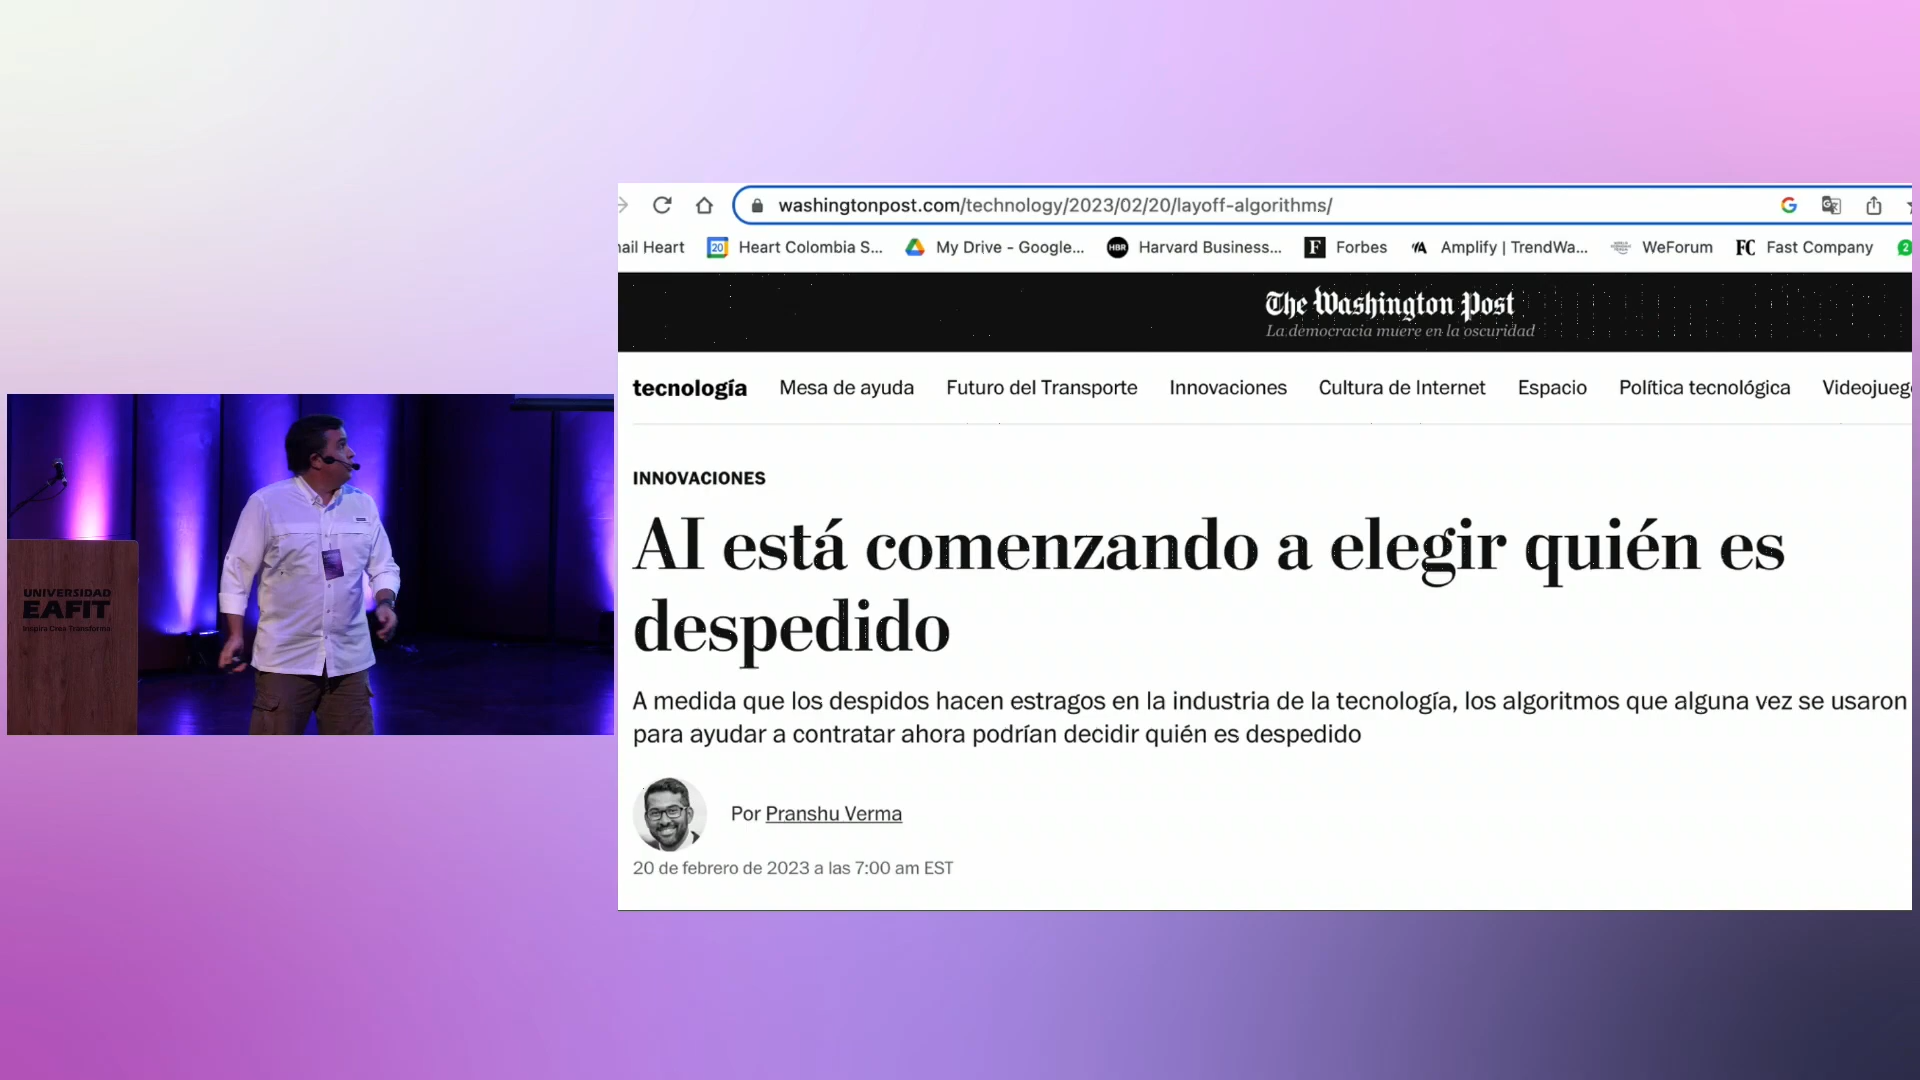 UNIVERSIDAD
EAFIT
Inspira Crea Transforma
washingtonpost.com/technology/2023/02/20/layoff-algorithms/
ail Heart
20
Heart Colombia S...
My Drive - Google...
HBR
Harvard Business...
F
Forbes
Amplify | TrendWa...
WeForum
FC
Fast Company
2
The Washington Post
La democracia muere en la oscuridad
tecnología Mesa de ayuda Futuro del Transporte Innovaciones Cultura de Internet Espacio Política tecnológica Videojueg
INNOVACIONES
AI está comenzando a elegir quién es
despedido
A medida que los despidos hacen estragos en la industria de la tecnología, los algoritmos que alguna vez se usaron
para ayudar a contratar ahora podrían decidir quién es despedido
Por Pranshu Verma
20 de febrero de 2023 a las 7:00 am EST